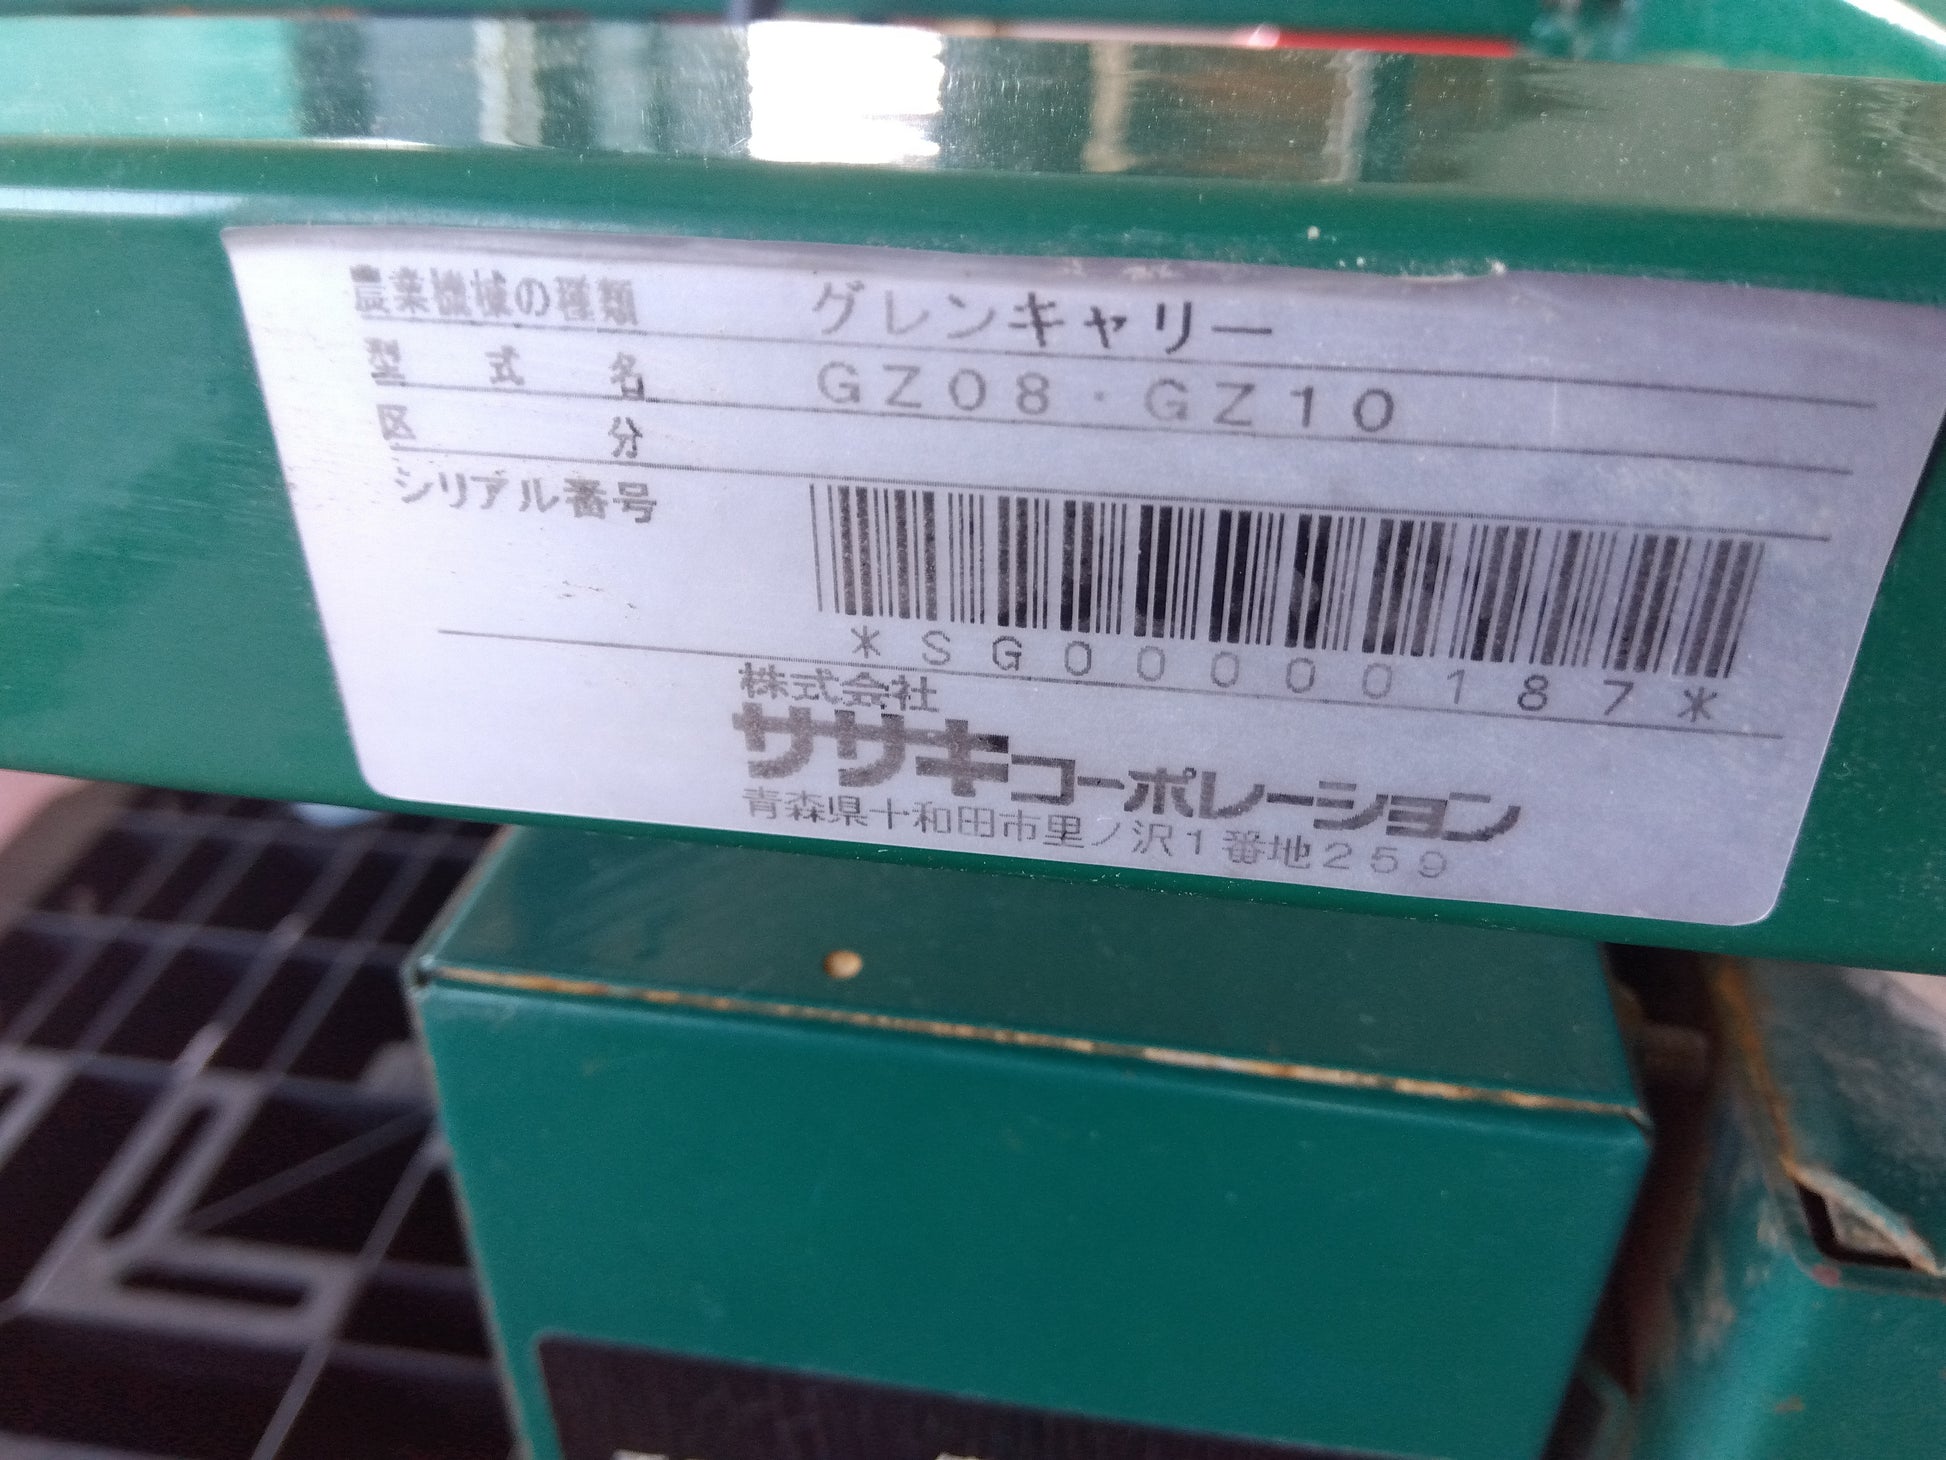 農業機械の種類 グレンキャリー
型式名 GZ08・GZ10
区分
シリアル番号
*SG00000187*
株式会社
ササキコーポレーション
青森県十和田市里ノ沢1番地259